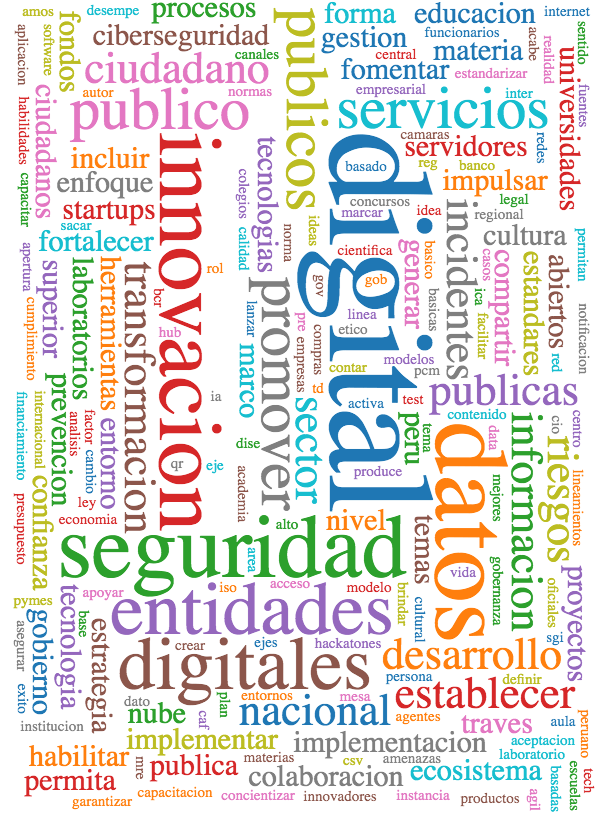 amos
desempe
procesos
forma
educacion
internet
software
fondos
ciberseguridad
publicos
gestion
funcionarios
acabe
sentido
aplicacion
canales
central
materia
realidad
ciudadano
fomentar
estandarizar
universidades
fuentes
autor
normas
empresarial
inter
habilidades
ciudadanos
publico
servicios
camaras
redes
incluir
innovacion
tecnologias
digital
basado
servidores
reg
banco
capacitar
enfoque
colegios
impulsar
startups
concursos
legal
marcar
idea
incidentes
regional
sacar
ideas
cultura
permitan
fortalecer
calidad
norma
cientifica
generar
basico
casos
compartir
estandares
abiertos
apertura
superior
laboratorios
herramientas
transformacion
bcr
rol
promover
gov
gob
basicas
ica
facilitar
notificacion
cumplimiento
hub
lanzar
pre
empresas
compras
linea
etico
modelos
red
prevencion
marco
contar
pcm
financiamiento
internacional
analisis
factor
cambio
entorno
ia
sector
td
activa
test
publicas
peru
tema
contenido
datos
data
informacion
cio
riesgos
centro
dise
qr
eje
academia
produce
mejores
lineamientos
presupuesto
confianza
ley
economia
alto
nivel
temas
seguridad
area
gobernanza
vida
pymes
apoyar
iso
acceso
modelo
brindar
oficiales
proyectos
gobierno
tecnologia
base
entidades
cultural
asegurar
estrategia
crear
ejes
hackatones
sgi
exito
digitales
persona
desarrollo
definir
dato
plan
entornos
mesa
establecer
institucion
nube
caf
nacional
agentes
traves
aula
peruano
implementar
implementacion
aceptacion
habilitar
mre
publica
materias
csv
amenazas
laboratorio
permita
colaboracion
ecosistema
basadas
escuelas
tech
garantizar
capacitacion
concientizar
innovadores
instancia
productos
agil